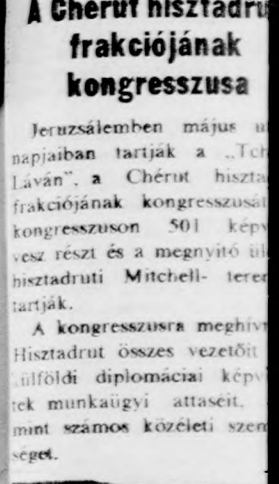 A Chérut hisztadru
frakciójának
kongresszusa
Jeruzsálemben május u
napjaiban tartják a „Tch
Láván", a Chérut hiszta
frakciójának kongresszusát
kongresszuson 501 képv
vesz részt és a megnyitó ül
hisztadruti Mitchell- terem
tartják.
A kongresszusra meghívt
Hisztadrut összes vezetőit
külföldi diplomáciai képv
tek munkaügyi attaséit,
mint számos közéleti szem
séget.